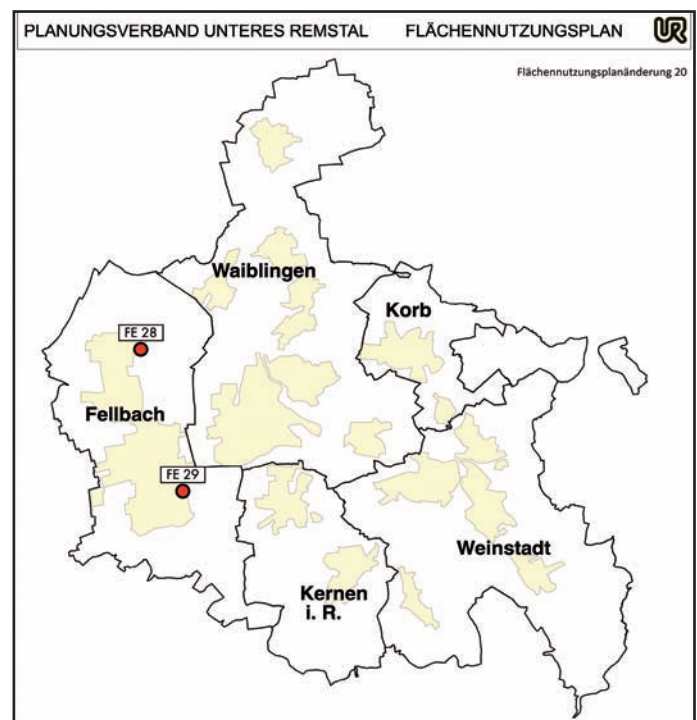 PLANUNGSVERBAND UNTERES REMSTAL FLÄCHENNUTZUNGSPLAN UR
Flächennutzungsplanänderung 20
Waiblingen
Korb
FE 28
Fellbach
FE 29
Weinstadt
Kernen
i. R.